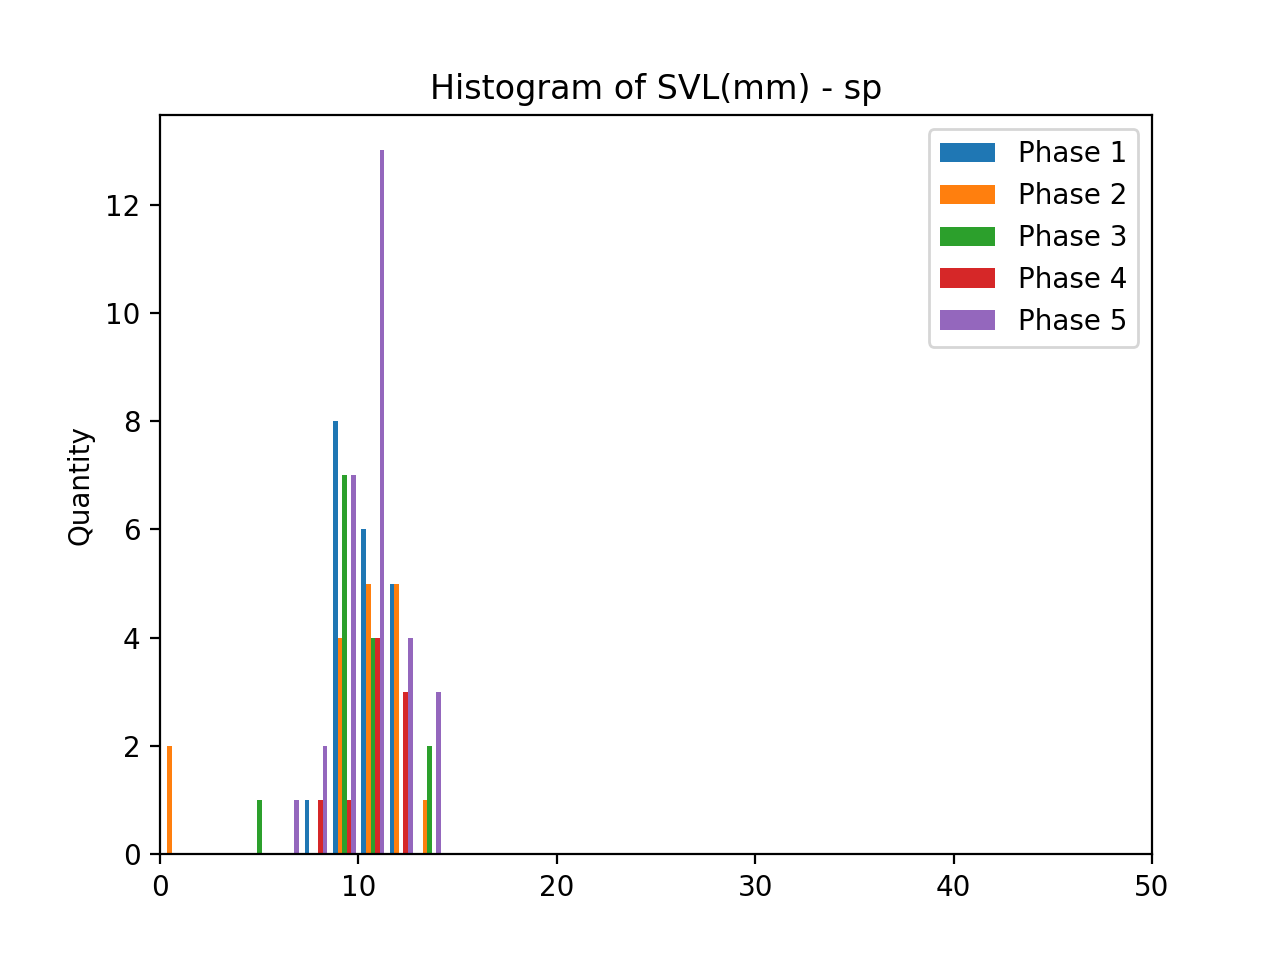 Histogram of SVL(mm) - sp
Phase 1
Phase 2
Phase 3
Phase 4
Phase 5
Quantity
12
10
8
6
4
2
0
0 10 20 30 40 50